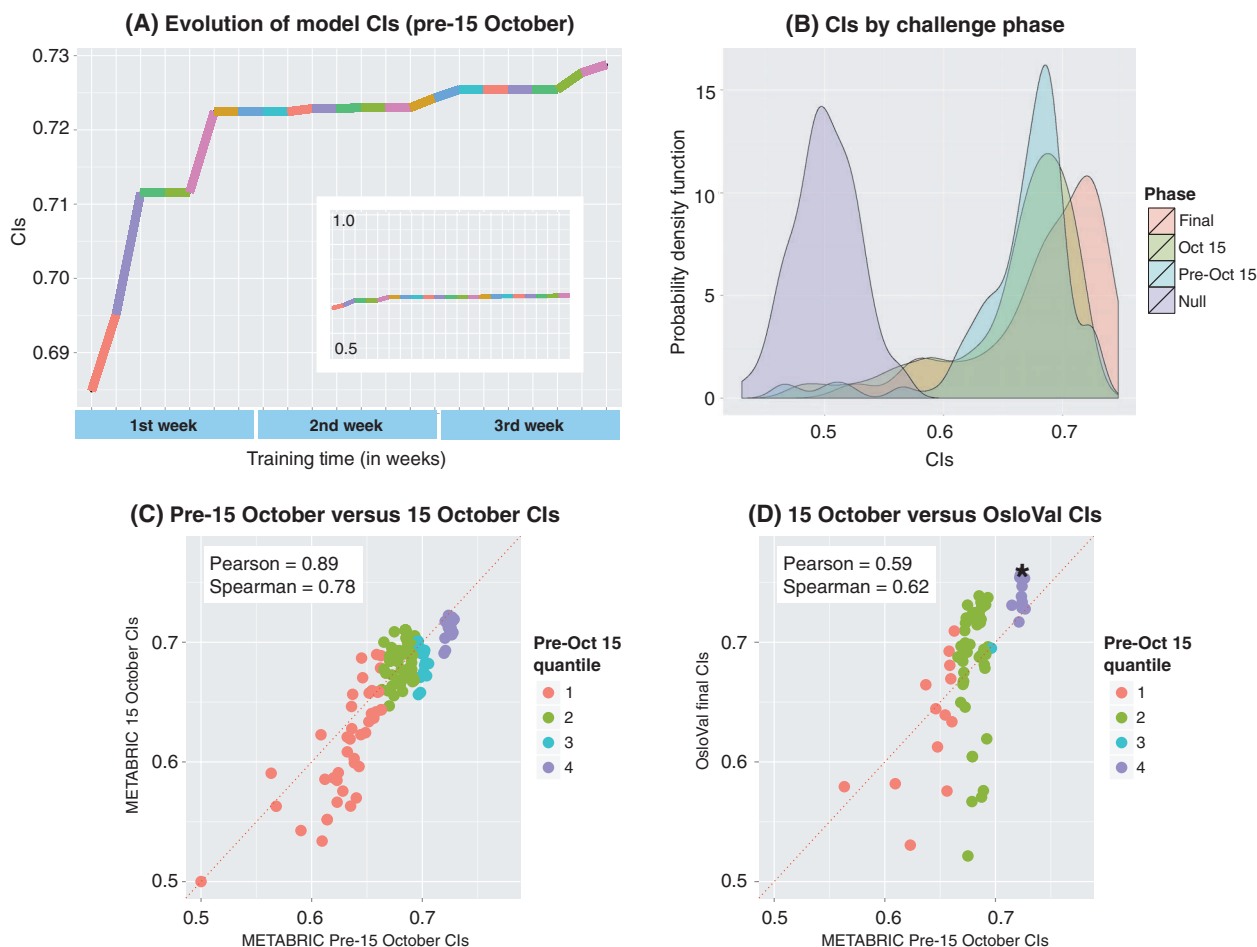 (A) Evolution of model CIs (pre-15 October)
0.73
0.72
0.71
0.70
0.69
CIs
1.0
0.5
1st week
2nd week
3rd week
Training time (in weeks)
(B) CIs by challenge phase
15
10
5
0
Probability density function
0.5
0.6
0.7
CIs
Phase
Final
Oct 15
Pre-Oct 15
Null
(C) Pre-15 October versus 15 October CIs
Pearson = 0.89
Spearman = 0.78
0.7
0.6
0.5
METABRIC 15 October CIs
0.5
0.6
0.7
METABRIC Pre-15 October CIs
Pre-Oct 15
quantile
1
2
3
4
(D) 15 October versus OsloVal CIs
Pearson = 0.59
Spearman = 0.62
*
0.7
0.6
0.5
OsloVal final CIs
0.5
0.6
0.7
METABRIC Pre-15 October CIs
Pre-Oct 15
quantile
1
2
3
4